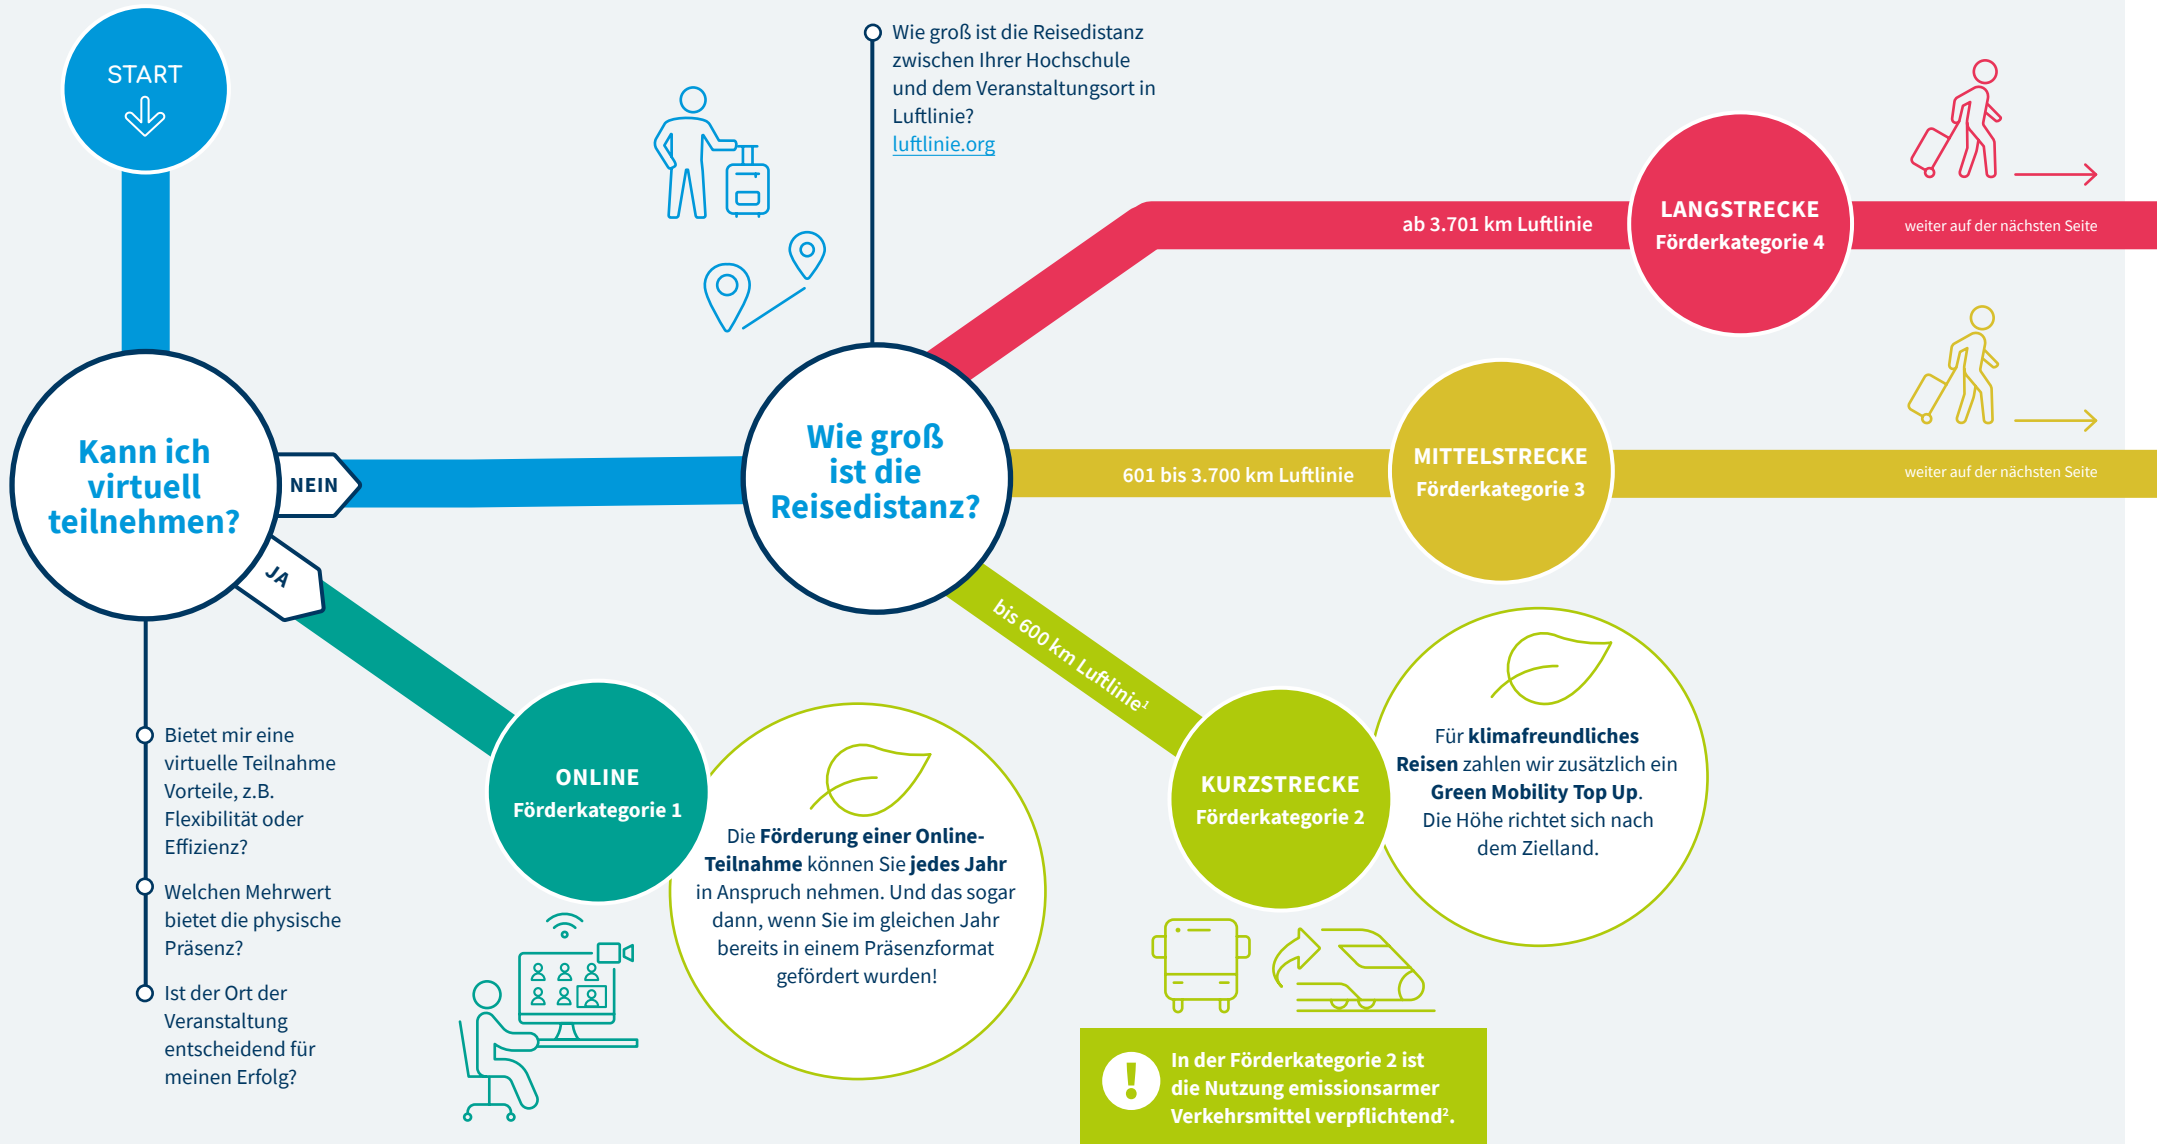 START
Kann ich
virtuell
teilnehmen?
NEIN
JA
Bietet mir eine
virtuelle Teilnahme
Vorteile, z.B.
Flexibilität oder
Effizienz?
Welchen Mehrwert
bietet die physische
Präsenz?
Ist der Ort der
Veranstaltung
entscheidend für
meinen Erfolg?
ONLINE
Förderkategorie 1
Die Förderung einer Online-
Teilnahme können Sie jedes Jahr
in Anspruch nehmen. Und das sogar
dann, wenn Sie im gleichen Jahr
bereits in einem Präsenzformat
gefördert wurden!
Wie groß ist die Reisedistanz
zwischen Ihrer Hochschule
und dem Veranstaltungsort in
Luftlinie?
luftlinie.org
Wie groß
ist die
Reisedistanz?
ab 3.701 km Luftlinie
LANGSTRECKE
Förderkategorie 4
weiter auf der nächsten Seite
601 bis 3.700 km Luftlinie
MITTELSTRECKE
Förderkategorie 3
weiter auf der nächsten Seite
bis 600 km Luftlinie¹
KURZSTRECKE
Förderkategorie 2
Für klimafreundliches
Reisen zahlen wir zusätzlich ein
Green Mobility Top Up.
Die Höhe richtet sich nach
dem Zielland.
In der Förderkategorie 2 ist
die Nutzung emissionsarmer
Verkehrsmittel verpflichtend².